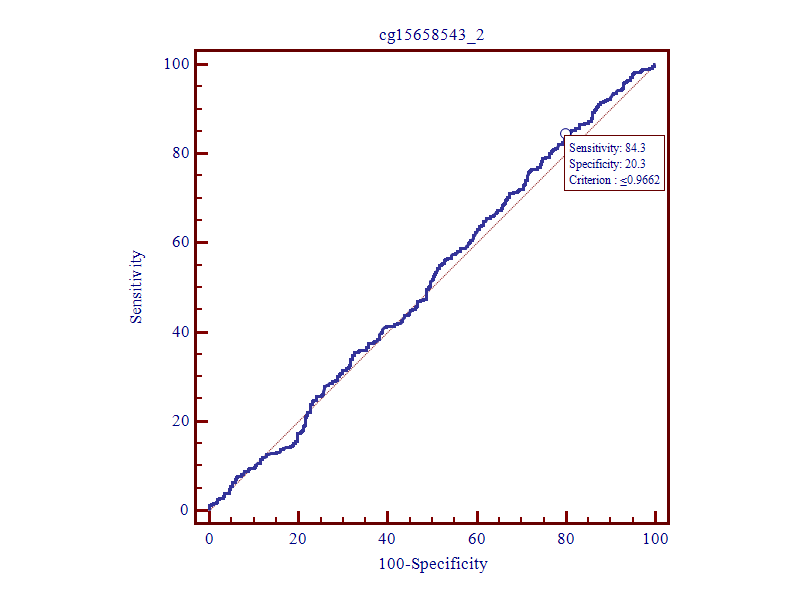 cg15658543_2
100
80
60
40
20
0
Sensitivity
Sensitivity: 84.3
Specificity: 20.3
Criterion : ≤0.9662
0 20 40 60 80 100
100-Specificity